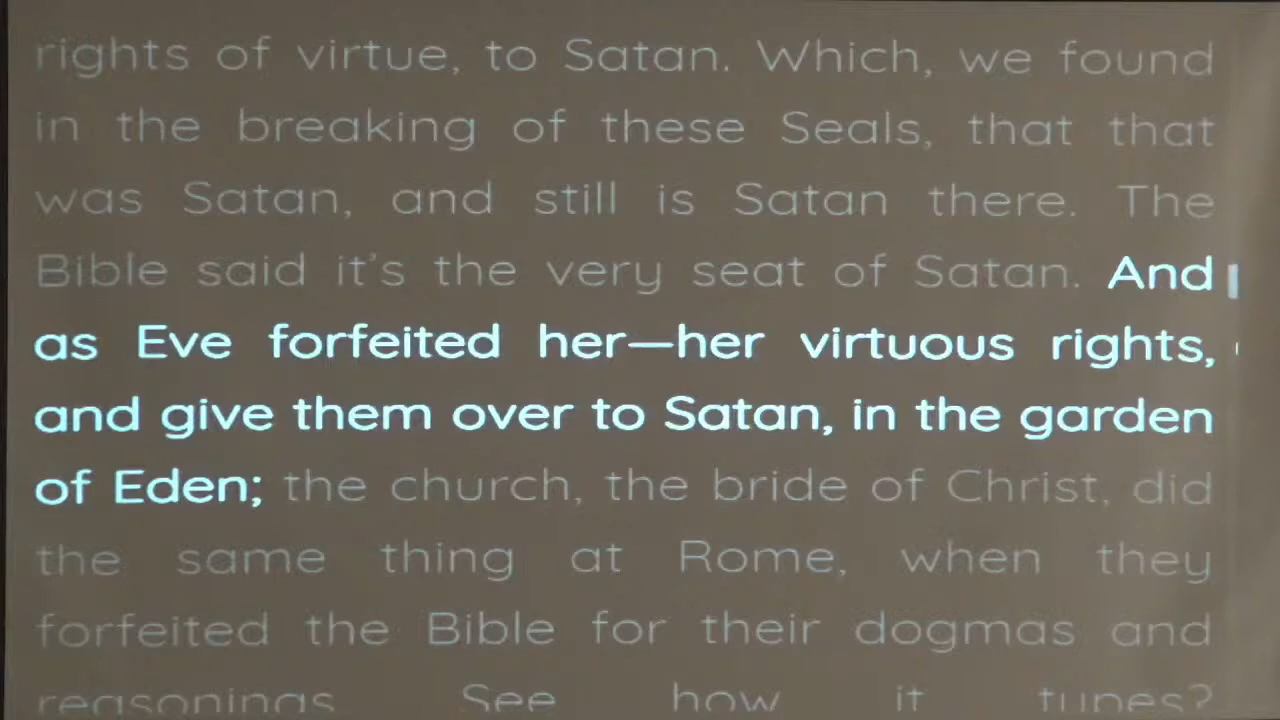 rights of virtue, to Satan. Which, we found
in the breaking of these Seals, that that
was Satan, and still is Satan there. The
Bible said it's the very seat of Satan. And
as Eve forfeited her—her virtuous rights,
and give them over to Satan, in the garden
of Eden; the church, the bride of Christ, did
the same thing at Rome, when they
forfeited the Bible for their dogmas and
reasonings See how it tunes?